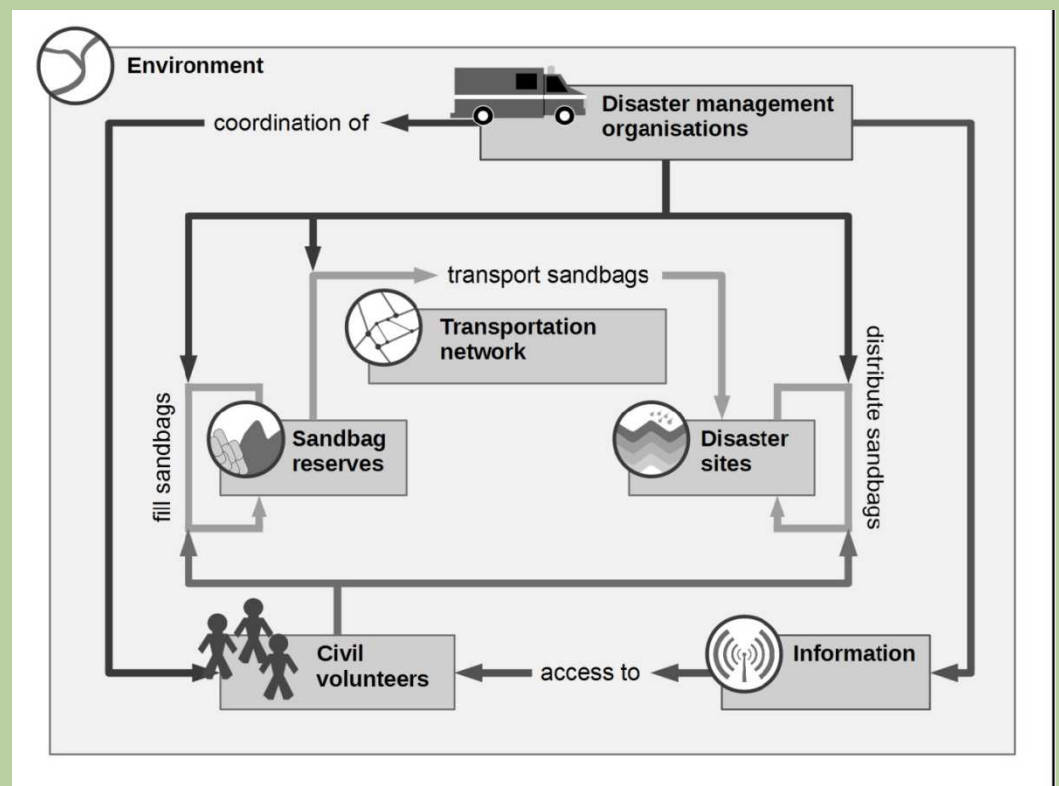 Environment
Disaster management
organisations
coordination of
transport sandbags
Transportation
network
distribute sandbags
fill sandbags
Sandbag
reserves
Disaster
sites
Civil
volunteers
access to
Information